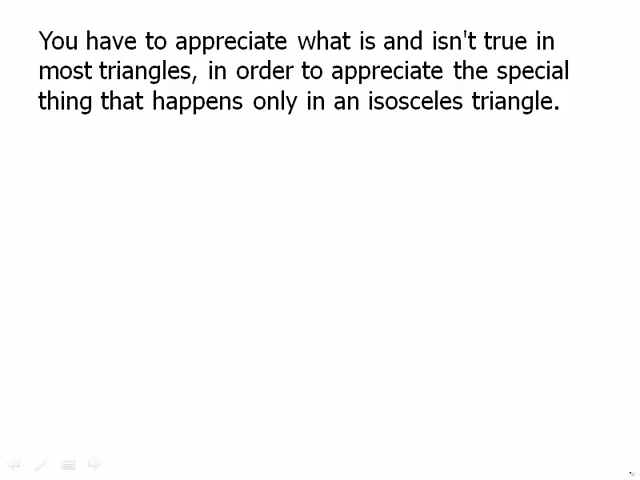 You have to appreciate what is and isn't true in
most triangles, in order to appreciate the special
thing that happens only in an isosceles triangle.